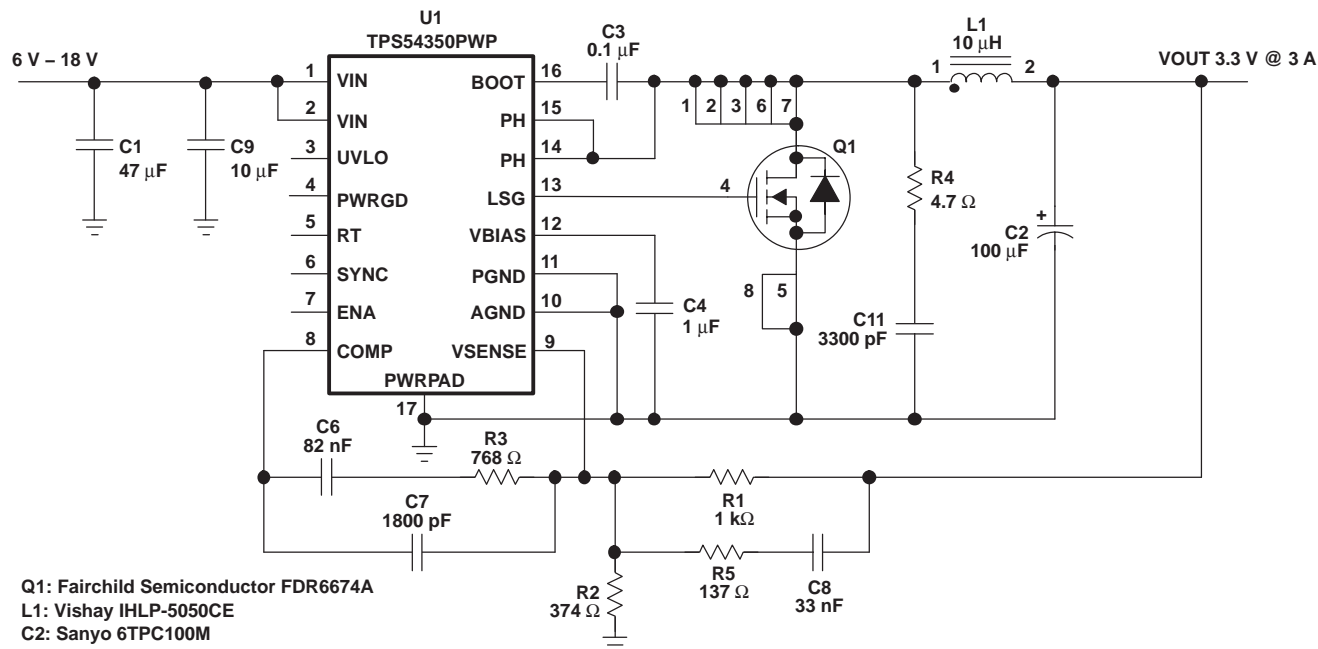 U1
TPS54350PWP
6 V – 18 V
C3
0.1 μF
L1
10 μH
VOUT 3.3 V @ 3 A
1 VIN
2 VIN
3 UVLO
4 PWRGD
5 RT
6 SYNC
7 ENA
8 COMP
BOOT 16
PH 15
PH 14
LSG 13
VBIAS 12
PGND 11
AGND 10
VSENSE 9
PWRPAD
17
1 2 3 6 7
1 2
C1
47 μF
C9
10 μF
Q1
4
8 5
R4
4.7 Ω
+
C2
100 μF
C4
1 μF
C11
3300 pF
C6
82 nF
R3
768 Ω
C7
1800 pF
R1
1 kΩ
R5
137 Ω
C8
33 nF
R2
374 Ω
Q1: Fairchild Semiconductor FDR6674A
L1: Vishay IHLP-5050CE
C2: Sanyo 6TPC100M